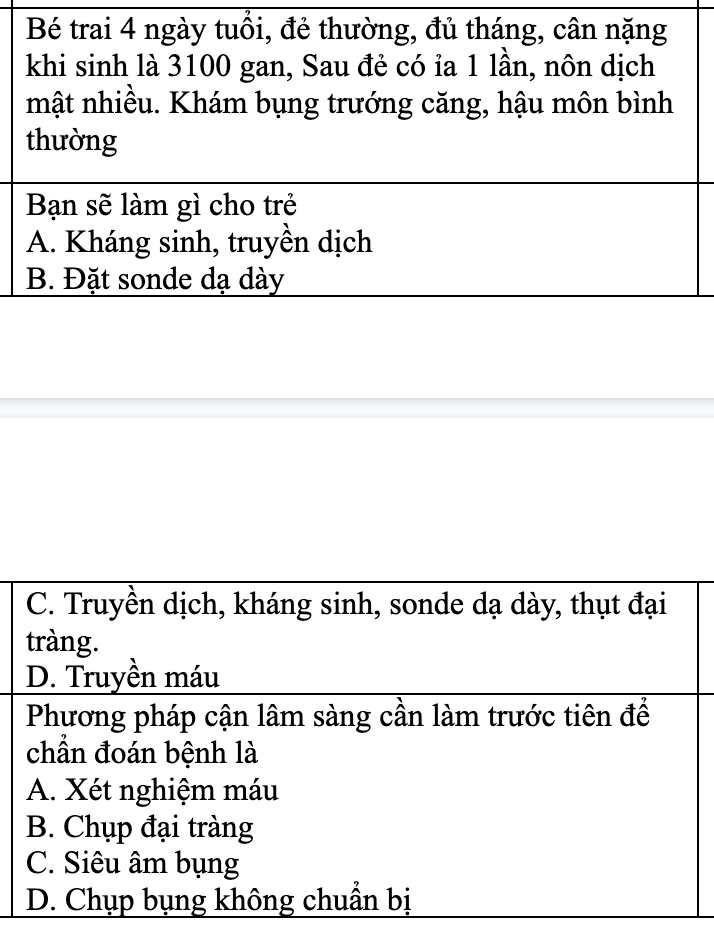 Bé trai 4 ngày tuổi, đẻ thường, đủ tháng, cân nặng
khi sinh là 3100 gan, Sau đẻ có ỉa 1 lần, nôn dịch
mật nhiều. Khám bụng trướng căng, hậu môn bình
thường
Bạn sẽ làm gì cho trẻ
A. Kháng sinh, truyền dịch
B. Đặt sonde dạ dày
C. Truyền dịch, kháng sinh, sonde dạ dày, thụt đại
tràng.
D. Truyền máu
Phương pháp cận lâm sàng cần làm trước tiên để
chẩn đoán bệnh là
A. Xét nghiệm máu
B. Chụp đại tràng
C. Siêu âm bụng
D. Chụp bụng không chuẩn bị